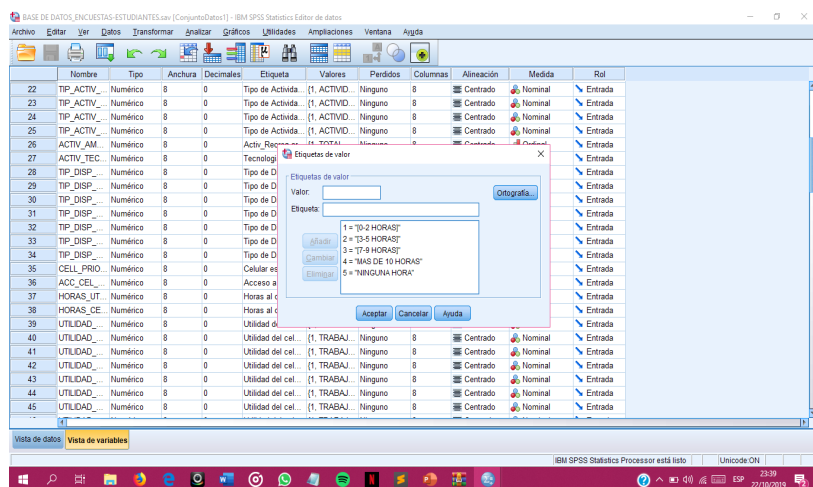 BASE DE DATOS_ENCUESTAS-ESTUDIANTES.sav [ConjuntoDatos1] - IBM SPSS Statistics Editor de datos
Archivo Editar Ver Datos Transformar Analizar Gráficos Utilidades Ampliaciones Ventana Ayuda
Nombre Tipo Anchura Decimales Etiqueta Valores Perdidos Columnas Alineación Medida Rol
22 TIP_ACTIV_... Numérico 8 0 Tipo de Activida... {1, ACTIVID... Ninguno 8 Centrado Nominal Entrada
23 TIP_ACTIV_... Numérico 8 0 Tipo de Activida... {1, ACTIVID... Ninguno 8 Centrado Nominal Entrada
24 TIP_ACTIV_... Numérico 8 0 Tipo de Activida... {1, ACTIVID... Ninguno 8 Centrado Nominal Entrada
25 TIP_ACTIV_... Numérico 8 0 Tipo de Activida... {1, ACTIVID... Ninguno 8 Centrado Nominal Entrada
26 ACTIV_AM... Numérico 8 0 Entrada
27 ACTIV_TEC... Numérico 8 0 Tecnologi Entrada
28 TIP_DISP_... Numérico 8 0 Tipo de D Entrada
29 TIP_DISP_... Numérico 8 0 Tipo de D Entrada
30 TIP_DISP_... Numérico 8 0 Tipo de D Entrada
31 TIP_DISP_... Numérico 8 0 Tipo de D Entrada
32 TIP_DISP_... Numérico 8 0 Tipo de D Entrada
33 TIP_DISP_... Numérico 8 0 Tipo de D Entrada
34 TIP_DISP_... Numérico 8 0 Tipo de D Entrada
35 CELL_PRIO... Numérico 8 0 Celular es Entrada
36 ACC_CEL_... Numérico 8 0 Acceso a Entrada
37 HORAS_UT... Numérico 8 0 Horas al c Entrada
38 HORAS_CE... Numérico 8 0 Horas al c Entrada
39 UTILIDAD_... Numérico 8 0 Utilidad de Entrada
40 UTILIDAD_... Numérico 8 0 Utilidad del cel... {1, TRABAJ... Ninguno 8 Centrado Nominal Entrada
41 UTILIDAD_... Numérico 8 0 Utilidad del cel... {1, TRABAJ... Ninguno 8 Centrado Nominal Entrada
42 UTILIDAD_... Numérico 8 0 Utilidad del cel... {1, TRABAJ... Ninguno 8 Centrado Nominal Entrada
43 UTILIDAD_... Numérico 8 0 Utilidad del cel... {1, TRABAJ... Ninguno 8 Centrado Nominal Entrada
44 UTILIDAD_... Numérico 8 0 Utilidad del cel... {1, TRABAJ... Ninguno 8 Centrado Nominal Entrada
45 UTILIDAD_... Numérico 8 0 Utilidad del cel... {1, TRABAJ... Ninguno 8 Centrado Nominal Entrada
Etiquetas de valor
Etiquetas de valor
Valor:
Ortografía...
Etiqueta:
Añadir
Cambiar
Eliminar
1 = "[0-2 HORAS]"
2 = "[3-5 HORAS]"
3 = "[7-9 HORAS]"
4 = "MAS DE 10 HORAS"
5 = "NINGUNA HORA"
Aceptar Cancelar Ayuda
Vista de datos Vista de variables
IBM SPSS Statistics Processor está listo Unicode:ON
ESP
23:39
22/10/2019